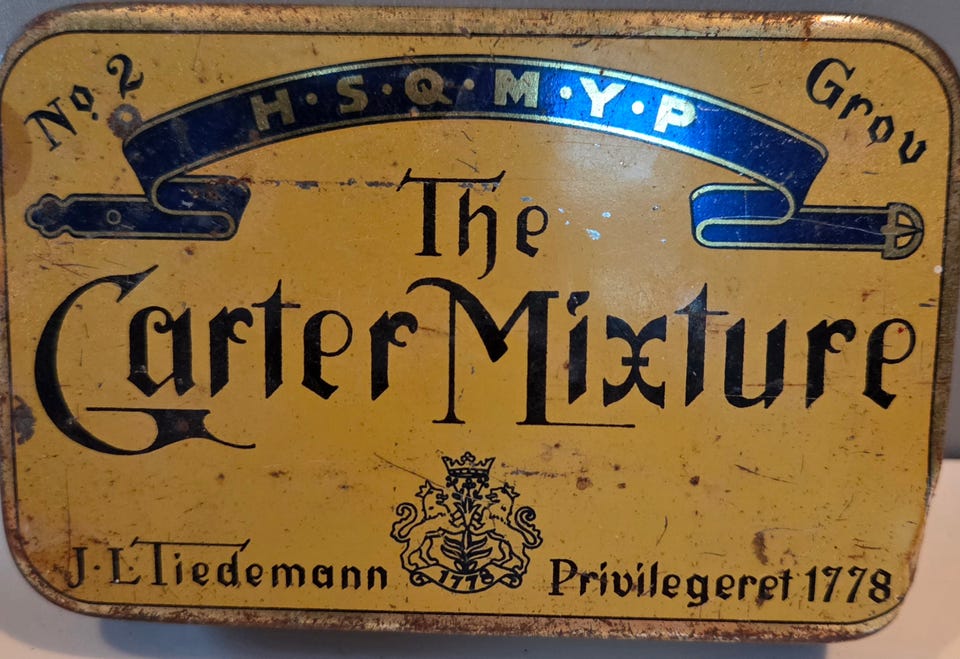 No. 2
H·S·Q·M·Y·P
Grov
The
Garter Mixture
1778
J·L·Tiedemann
Privilegeret 1778